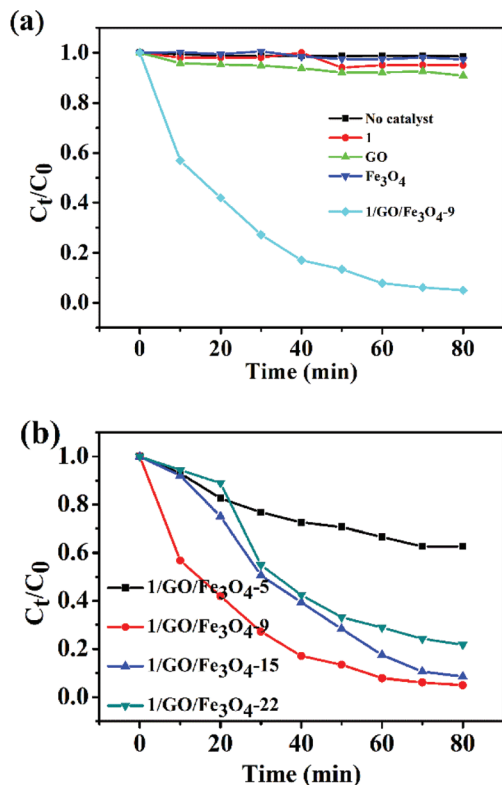 (a)
1.0
0.8
0.6
0.4
0.2
0.0
Ct/C0
No catalyst
1
GO
Fe3O4
1/GO/Fe3O4-9
0 20 40 60 80
Time (min)
(b)
1.0
0.8
0.6
0.4
0.2
0.0
Ct/C0
1/GO/Fe3O4-5
1/GO/Fe3O4-9
1/GO/Fe3O4-15
1/GO/Fe3O4-22
0 20 40 60 80
Time (min)